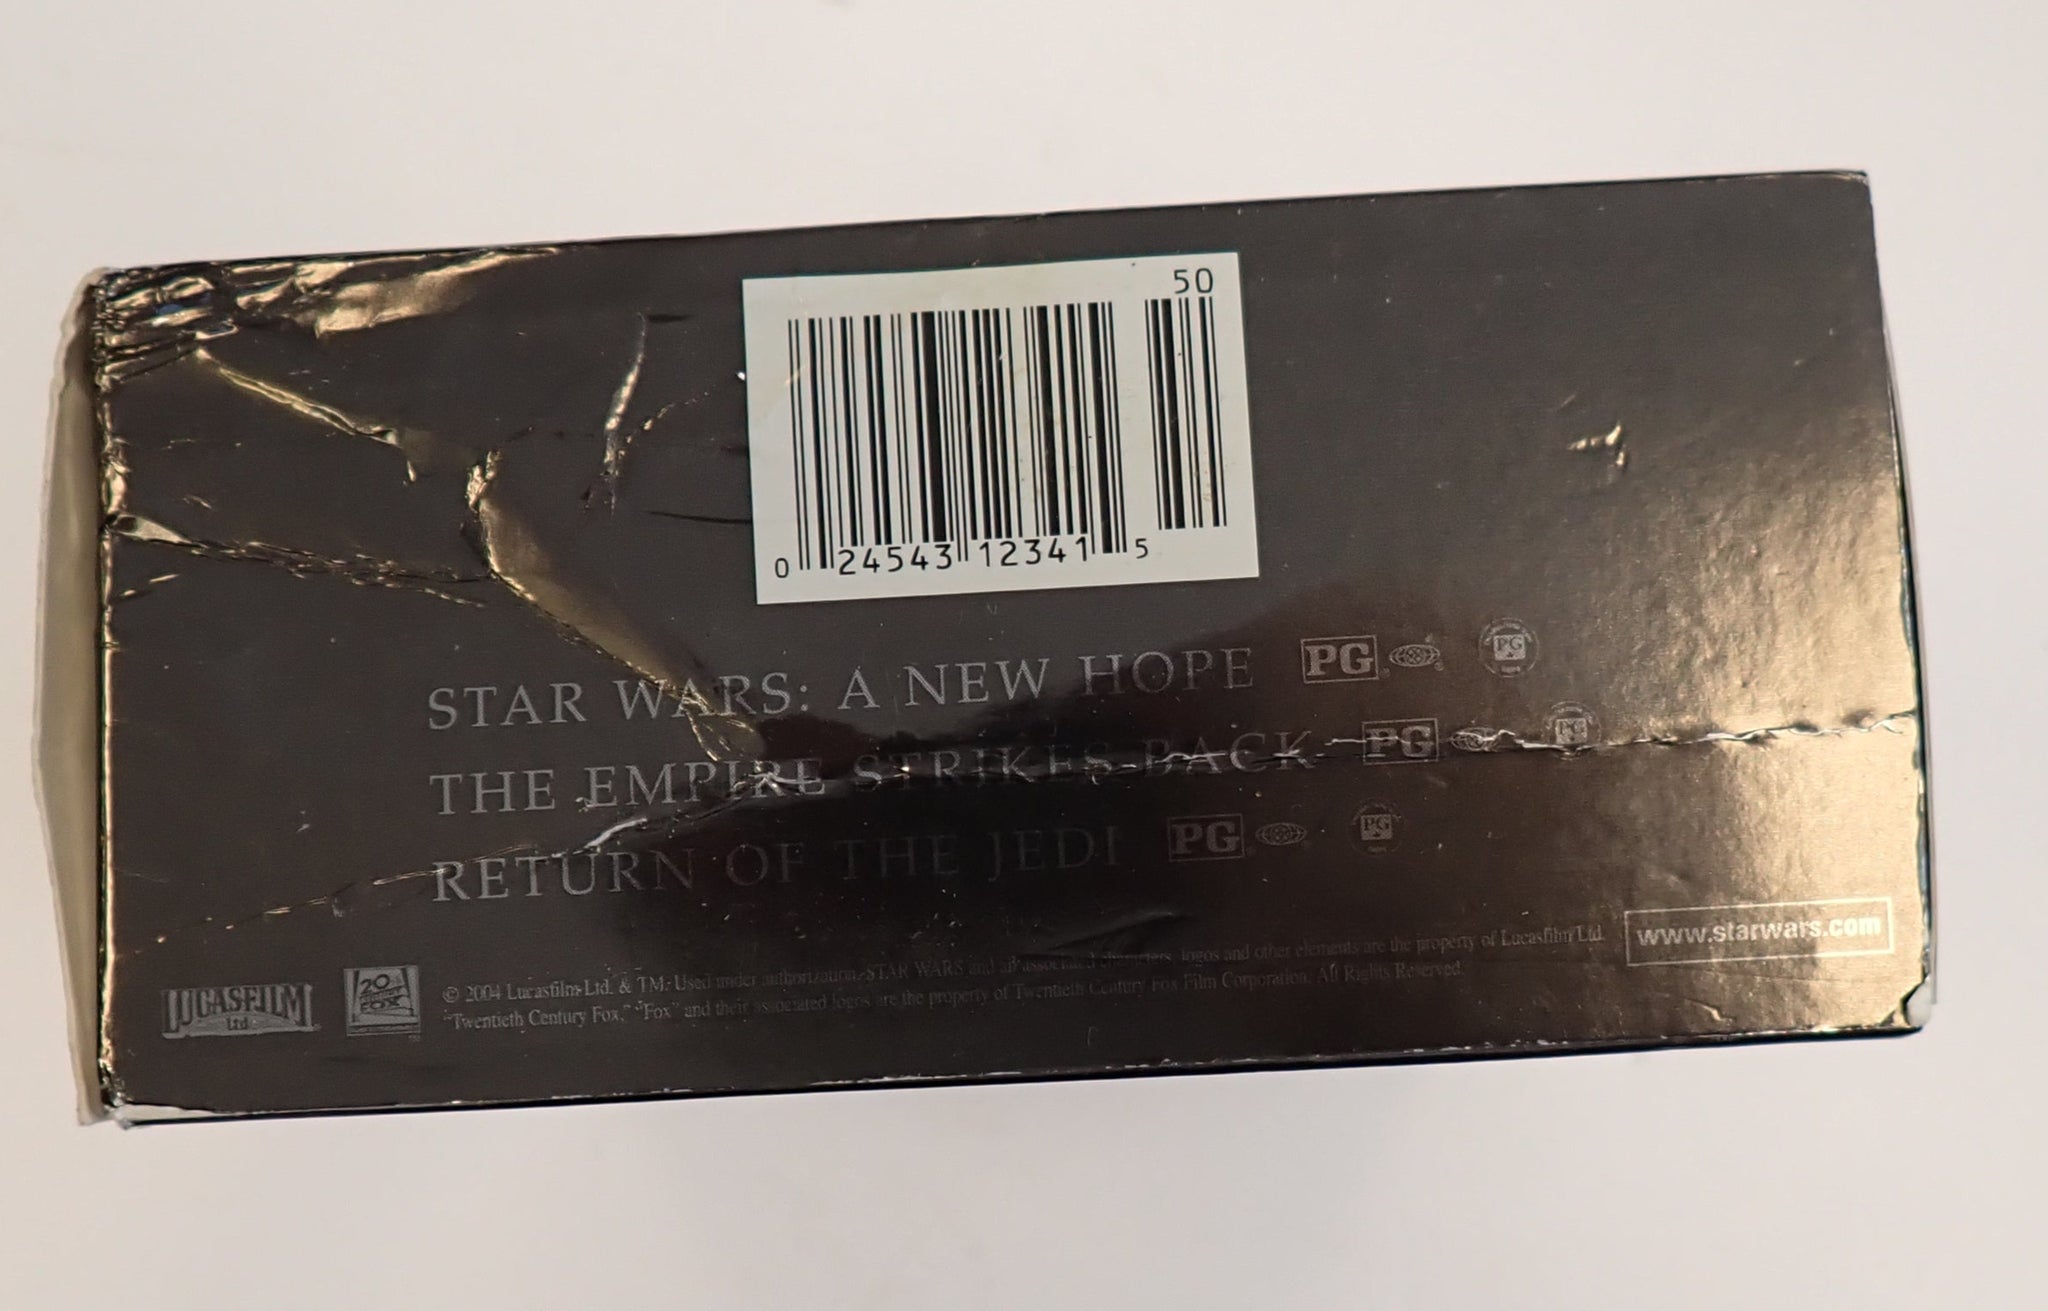 50
0 24543 12341 5
STAR WARS: A NEW HOPE PG PG
THE EMPIRE STRIKES BACK PG PG
RETURN OF THE JEDI PG PG
www.starwars.com
LUCASFILM
Ltd.
20
CENTURY
FOX
© 2004 Lucasfilm Ltd. & TM. Used under authorization. STAR WARS and all associated characters, logos and other elements are the property of Lucasfilm Ltd.
"Twentieth Century Fox," "Fox" and their associated logos are the property of Twentieth Century Fox Film Corporation. All Rights Reserved.